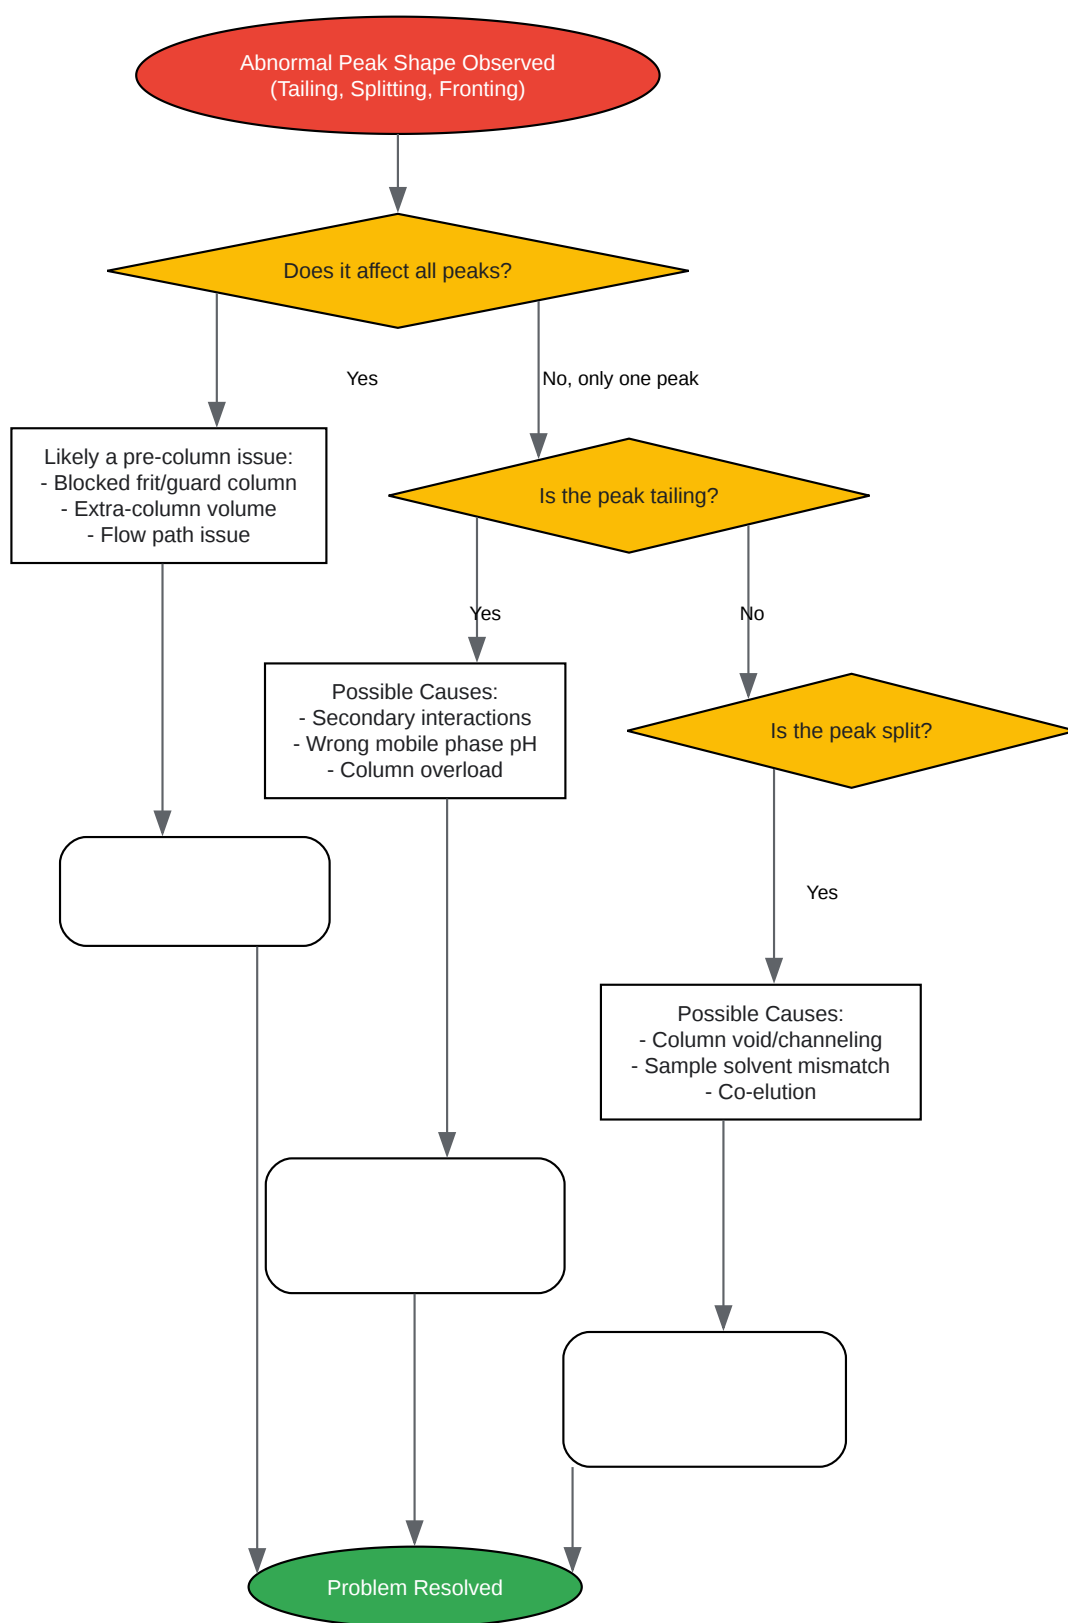 Abnormal Peak Shape Observed
(Tailing, Splitting, Fronting)
Does it affect all peaks?
Yes
No, only one peak
Likely a pre-column issue:
- Blocked frit/guard column
- Extra-column volume
- Flow path issue
Is the peak tailing?
Yes
No
Possible Causes:
- Secondary interactions
- Wrong mobile phase pH
- Column overload
Is the peak split?
Yes
Possible Causes:
- Column void/channeling
- Sample solvent mismatch
- Co-elution
Problem Resolved